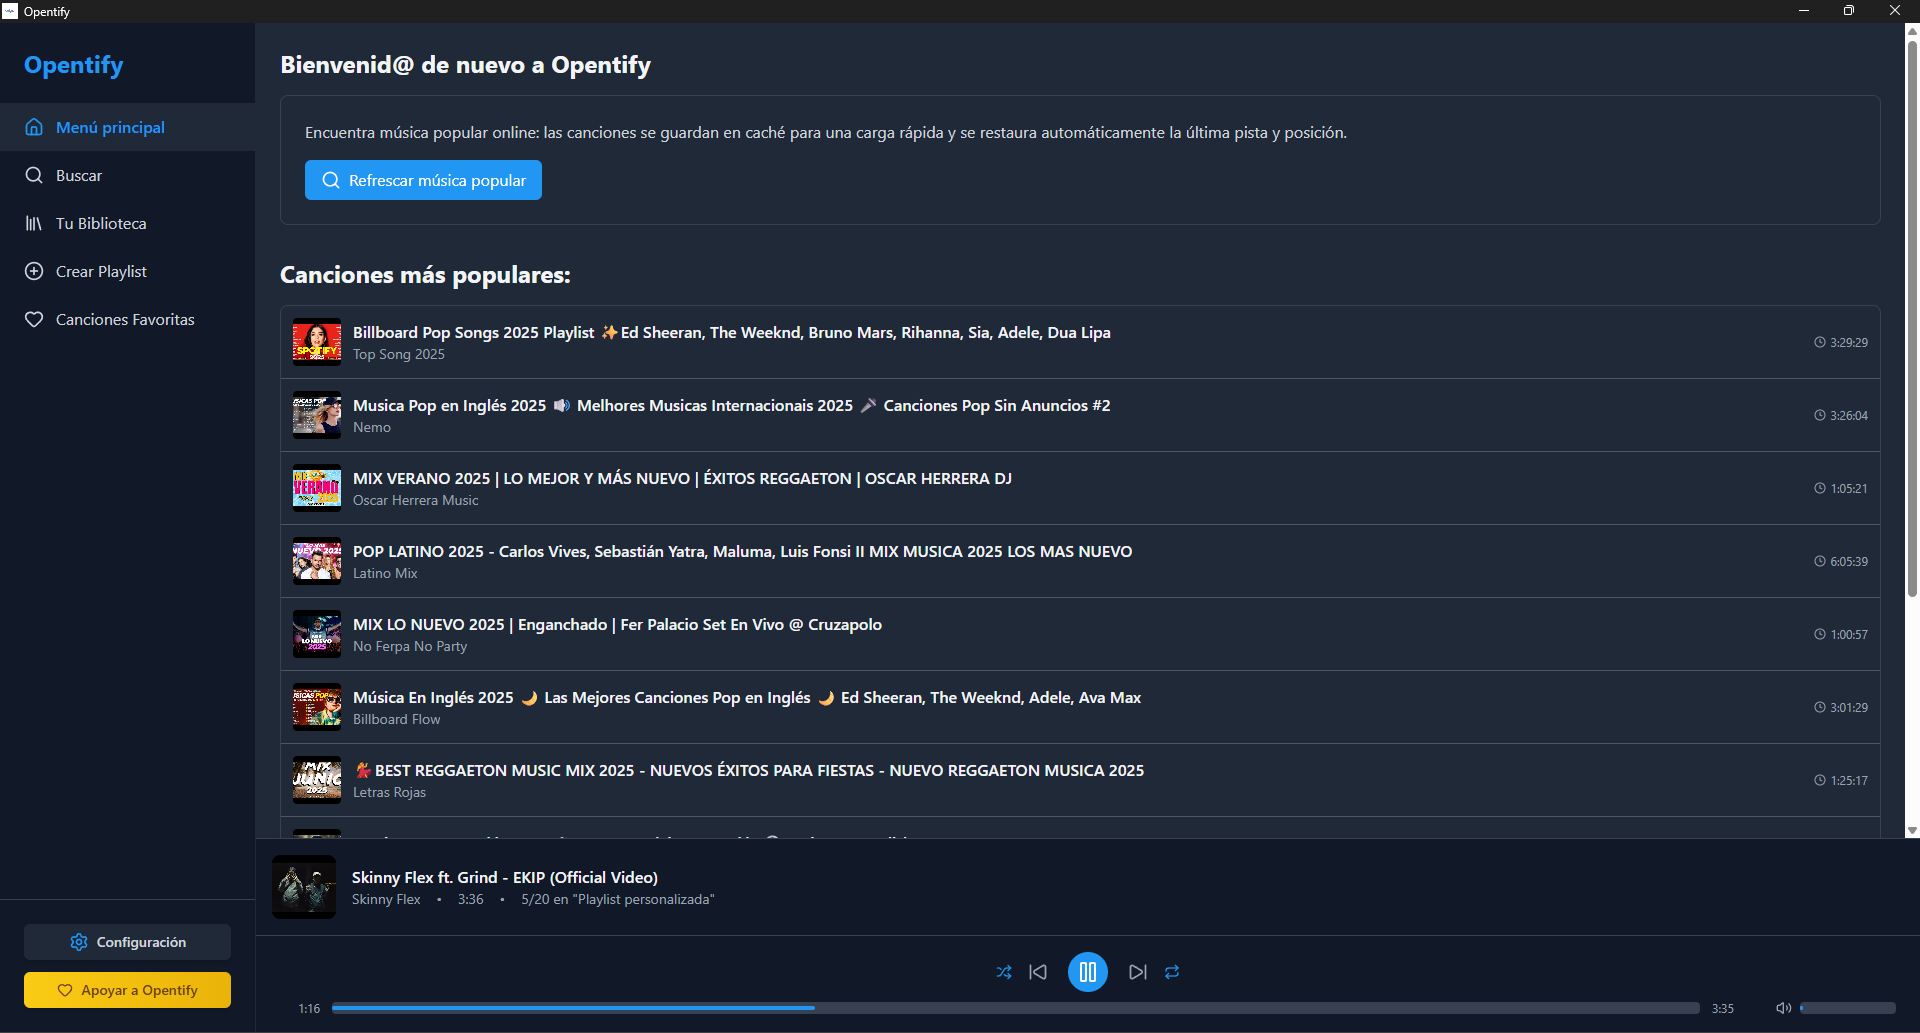 Opentify
Opentify
Menú principal
Buscar
Tu Biblioteca
Crear Playlist
Canciones Favoritas
Configuración
Apoyar a Opentify
Bienvenid@ de nuevo a Opentify
Encuentra música popular online: las canciones se guardan en caché para una carga rápida y se restaura automáticamente la última pista y posición.
Refrescar música popular
Canciones más populares:
SPOTIFY
Billboard Pop Songs 2025 Playlist ✨Ed Sheeran, The Weeknd, Bruno Mars, Rihanna, Sia, Adele, Dua Lipa
Top Song 2025
3:29:29
Musica Pop en Inglés 2025 🔊 Melhores Musicas Internacionais 2025 🎤 Canciones Pop Sin Anuncios #2
Nemo
3:26:04
VERANO
MIX VERANO 2025 | LO MEJOR Y MÁS NUEVO | ÉXITOS REGGAETON | OSCAR HERRERA DJ
Oscar Herrera Music
1:05:21
POP LATINO 2025 - Carlos Vives, Sebastián Yatra, Maluma, Luis Fonsi II MIX MUSICA 2025 LOS MAS NUEVO
Latino Mix
6:05:39
LO NUEVO
2025
MIX LO NUEVO 2025 | Enganchado | Fer Palacio Set En Vivo @ Cruzapolo
No Ferpa No Party
1:00:57
Música En Inglés 2025 🌙 Las Mejores Canciones Pop en Inglés 🌙 Ed Sheeran, The Weeknd, Adele, Ava Max
Billboard Flow
3:01:29
MIX
JUNIO
2025
💃BEST REGGAETON MUSIC MIX 2025 - NUEVOS ÉXITOS PARA FIESTAS - NUEVO REGGAETON MUSICA 2025
Letras Rojas
1:25:17
Skinny Flex ft. Grind - EKIP (Official Video)
Skinny Flex • 3:36 • 5/20 en "Playlist personalizada"
1:16
3:35